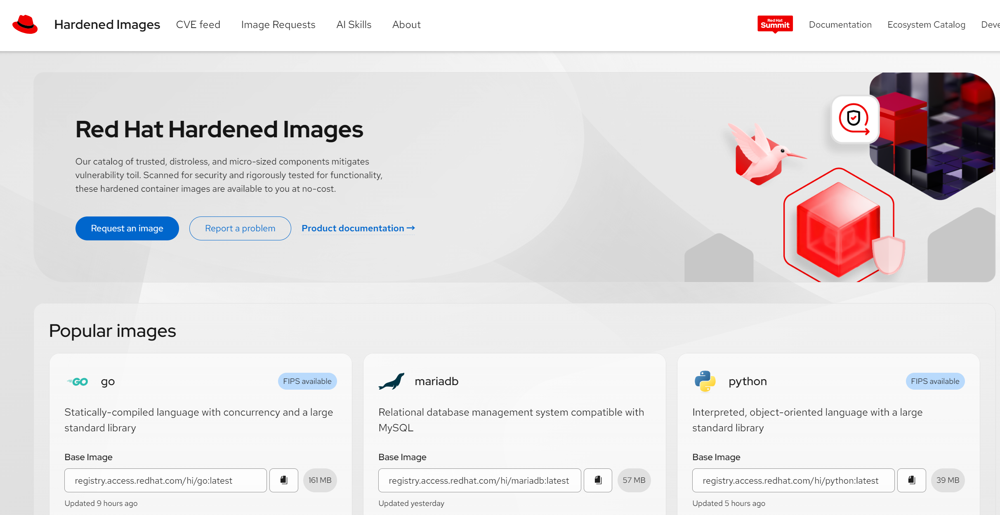 Hardened Images
CVE feed
Image Requests
AI Skills
About
Red Hat
Summit
Documentation
Ecosystem Catalog
Deve
Red Hat Hardened Images
Our catalog of trusted, distroless, and micro-sized components mitigates
vulnerability toil. Scanned for security and rigorously tested for functionality,
these hardened container images are available to you at no-cost.
Request an image
Report a problem
Product documentation →
Popular images
GO
go
FIPS available
Statically-compiled language with concurrency and a large
standard library
Base Image
registry.access.redhat.com/hi/go:latest
161 MB
Updated 9 hours ago
mariadb
Relational database management system compatible with
MySQL
Base Image
registry.access.redhat.com/hi/mariadb:latest
57 MB
Updated yesterday
python
FIPS available
Interpreted, object-oriented language with a large
standard library
Base Image
registry.access.redhat.com/hi/python:latest
39 MB
Updated 5 hours ago